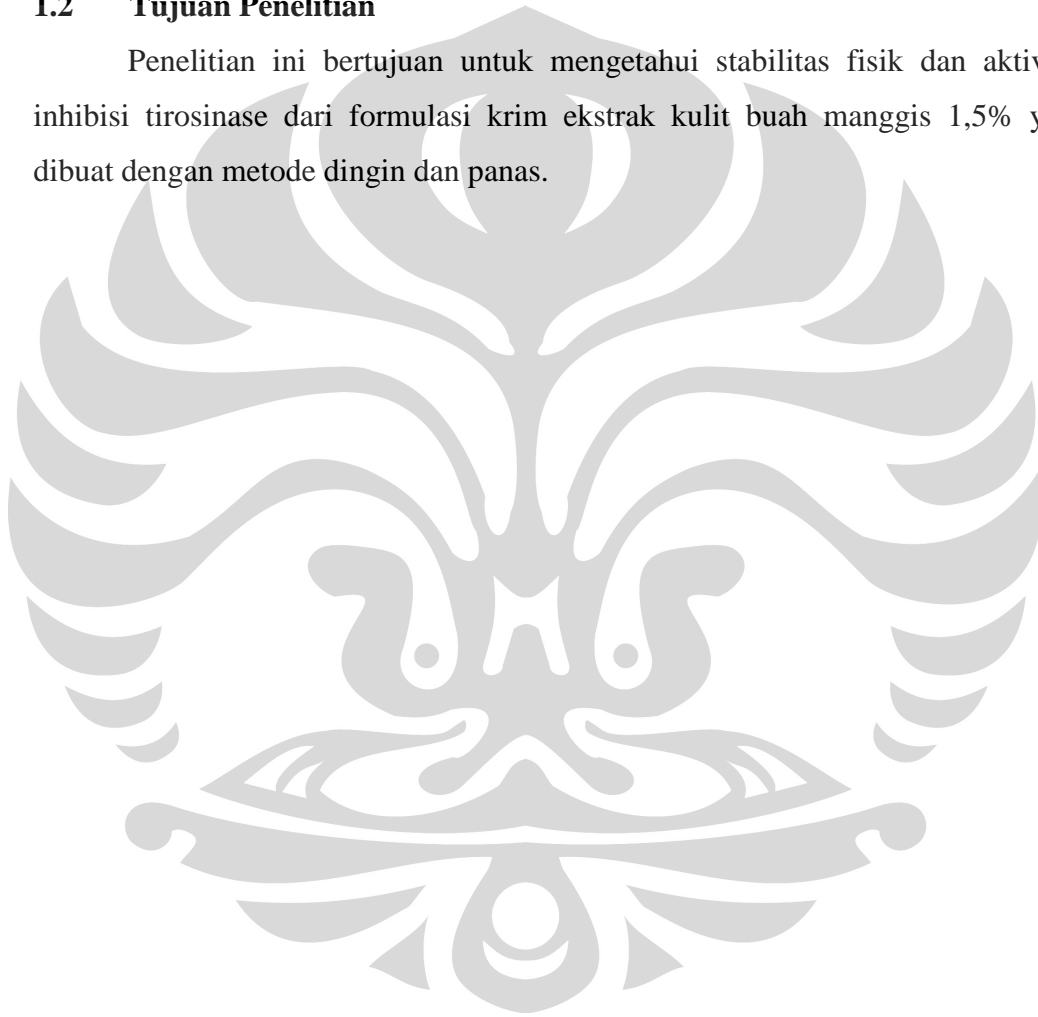 1.2 Tujuan Penelitian
Penelitian ini bertujuan untuk mengetahui stabilitas fisik dan
inhibisi tirosinase dari formulasi krim ekstrak kulit buah manggis 1,5%
dibuat dengan metode dingin dan panas.